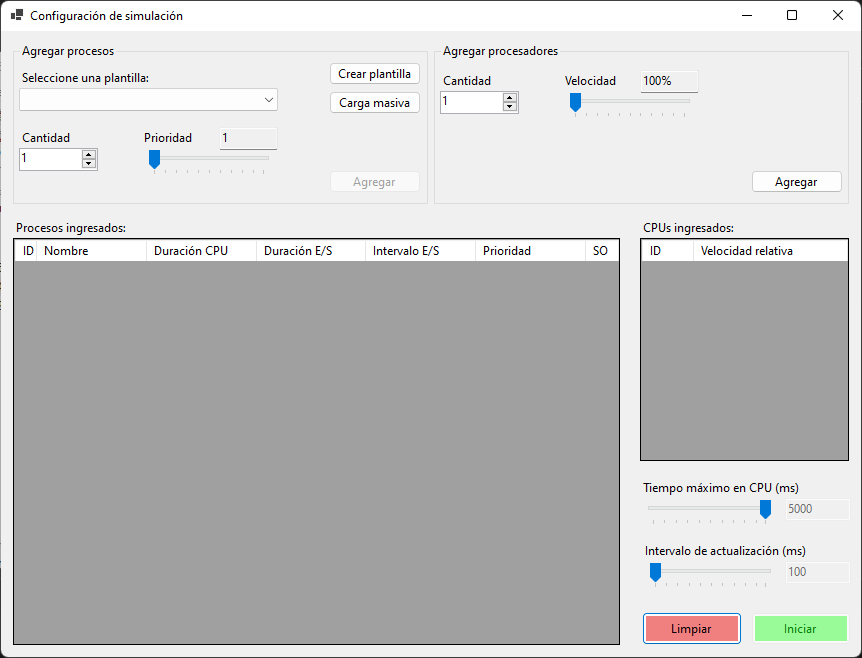 Configuración de simulación
Agregar procesos
Seleccione una plantilla:
Crear plantilla
Carga masiva
Cantidad
Prioridad
1
1
Agregar
Agregar procesadores
Cantidad
Velocidad
100%
1
Agregar
Procesos ingresados:
ID Nombre Duración CPU Duración E/S Intervalo E/S Prioridad SO
CPUs ingresados:
ID Velocidad relativa
Tiempo máximo en CPU (ms)
5000
Intervalo de actualización (ms)
100
Limpiar
Iniciar